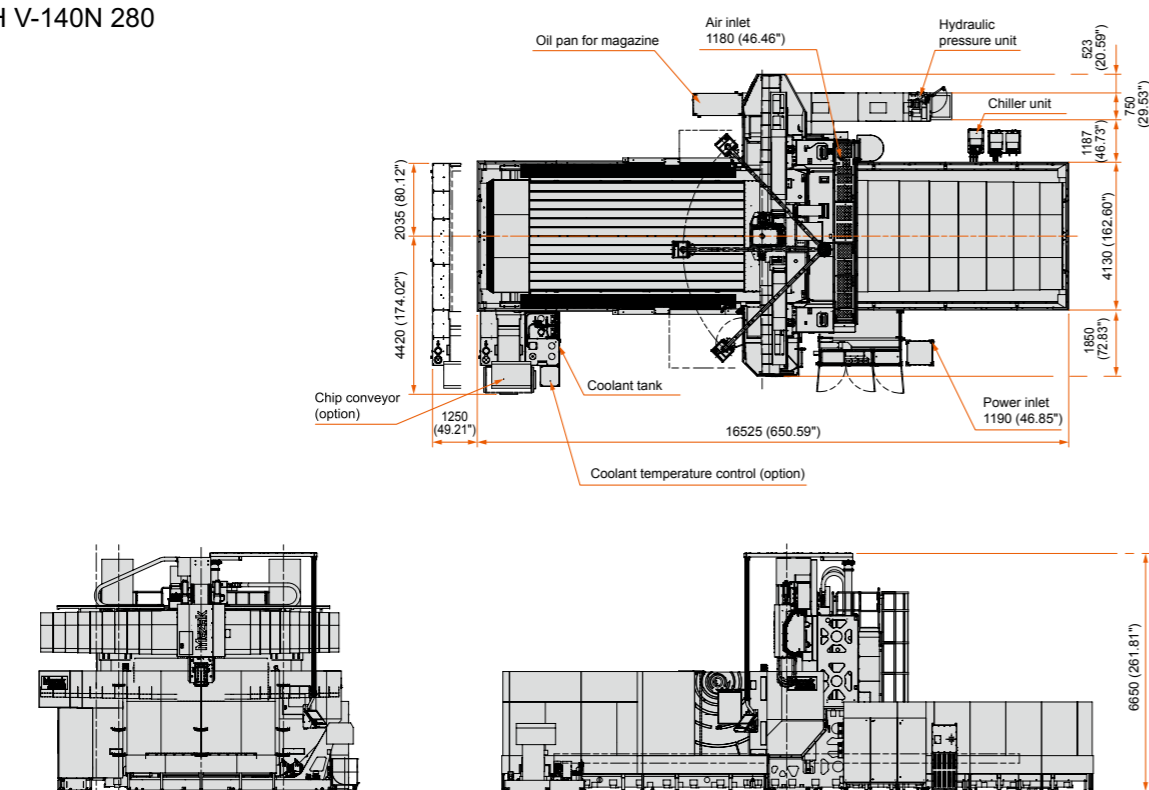 H V-140N 280
Air inlet
1180 (46.46")
Oil pan for magazine
Hydraulic
pressure unit
523
(20.59")
750
(29.53")
Chiller unit
1187
(46.73")
2035 (80.12")
4130 (162.60")
4420 (174.02")
1850
(72.83")
Coolant tank
Chip conveyor
(option)
1250
(49.21")
Power inlet
1190 (46.85")
16525 (650.59")
Coolant temperature control (option)
Mazak
6650 (261.81")